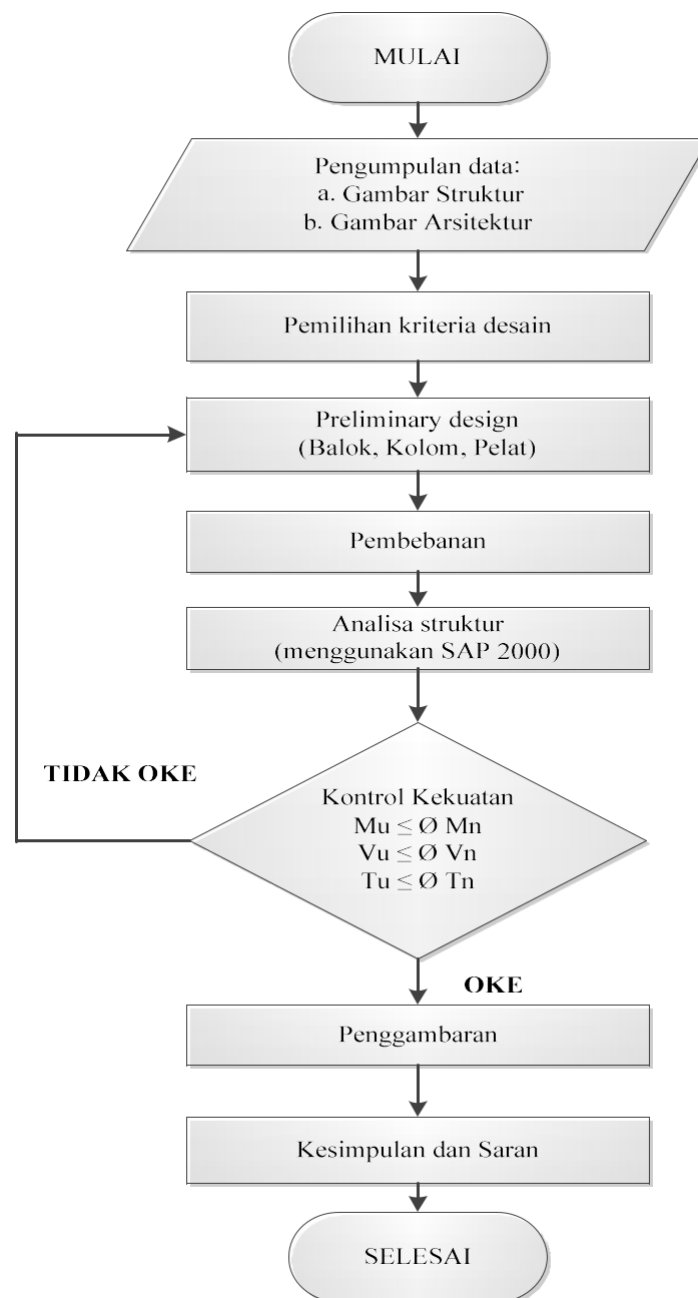 MULAI
Pengumpulan data:
a. Gambar Struktur
b. Gambar Arsitektur
Pemilihan kriteria desain
Preliminary design
(Balok, Kolom, Pelat)
Pembebanan
Analisa struktur
(menggunakan SAP 2000)
TIDAK OKE
Kontrol Kekuatan
Mu ≤ Ø Mn
Vu ≤ Ø Vn
Tu ≤ Ø Tn
OKE
Penggambaran
Kesimpulan dan Saran
SELESAI